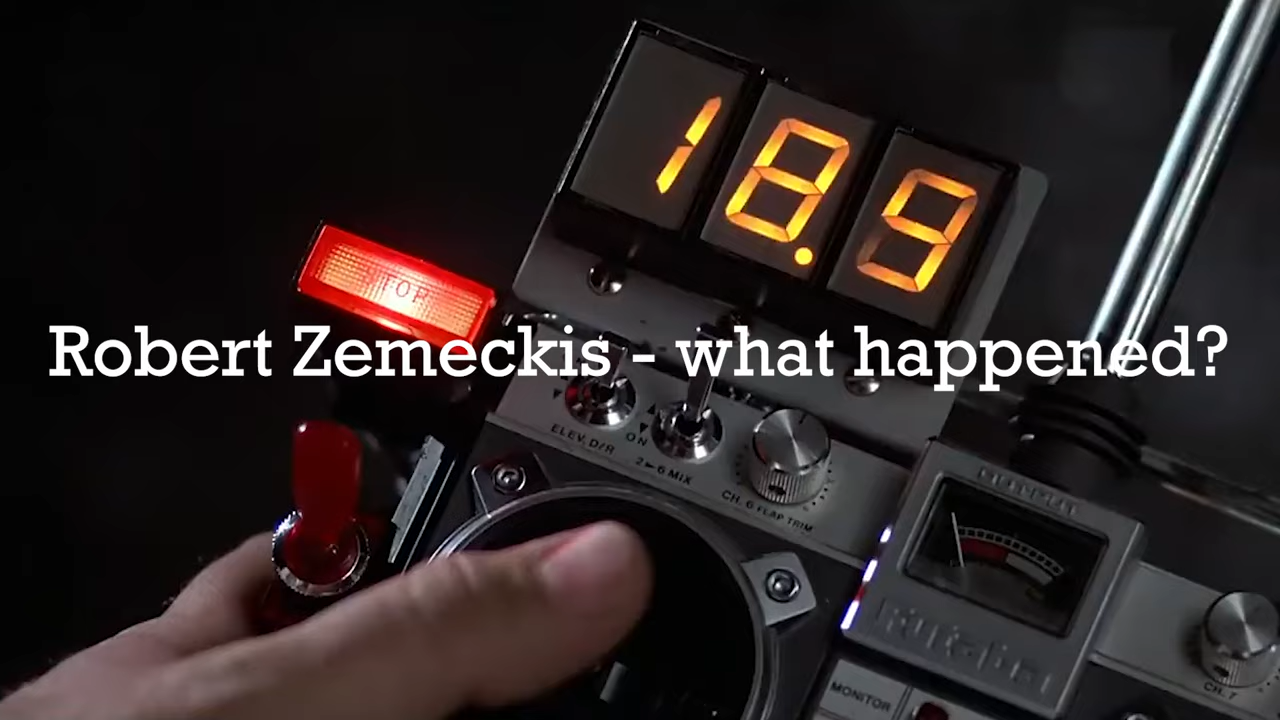 18.9
STOP
Robert Zemeckis - what happened?
ELEV. D/R
ON
2►6 MIX
CH. 6 FLAP TRIM
Futaba
MONITOR
CH. 7